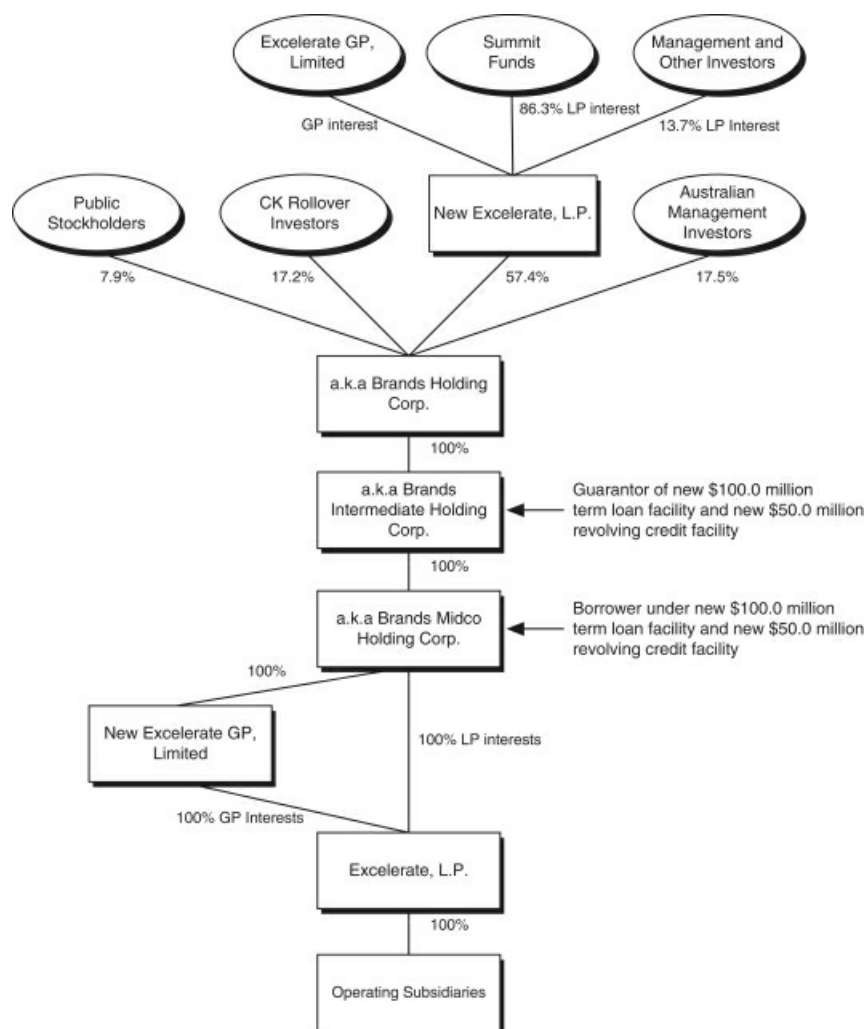 Excelerate GP,
Limited
Summit
Funds
Management and
Other Investors
GP interest
86.3% LP interest
13.7% LP Interest
Public
Stockholders
CK Rollover
Investors
New Excelerate, L.P.
Australian
Management
Investors
7.9%
17.2%
57.4%
17.5%
a.k.a Brands Holding
Corp.
100%
a.k.a Brands
Intermediate Holding
Corp.
Guarantor of new $100.0 million
term loan facility and new $50.0 million
revolving credit facility
100%
a.k.a Brands Midco
Holding Corp.
Borrower under new $100.0 million
term loan facility and new $50.0 million
revolving credit facility
100%
New Excelerate GP,
Limited
100% LP interests
100% GP Interests
Excelerate, L.P.
100%
Operating Subsidiaries